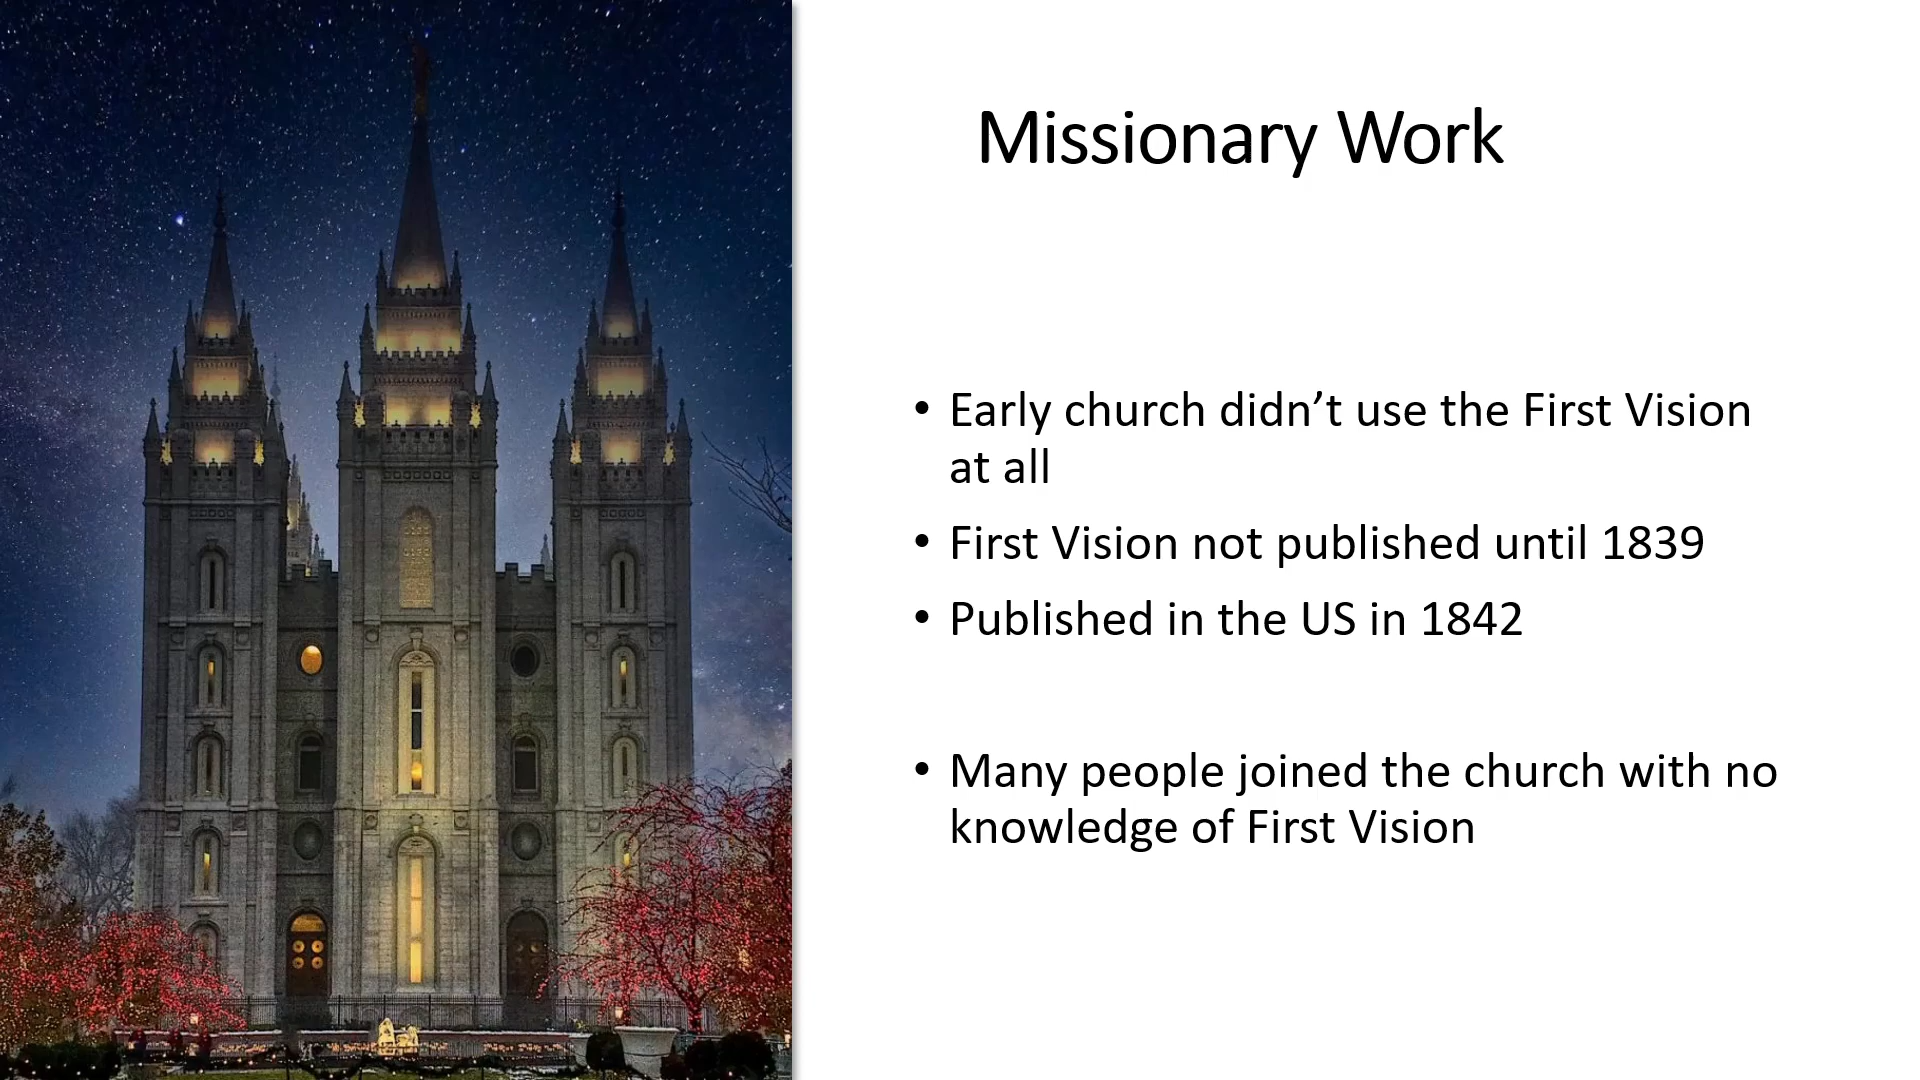 Missionary Work
• Early church didn’t use the First Vision
at all
• First Vision not published until 1839
• Published in the US in 1842
• Many people joined the church with no
knowledge of First Vision